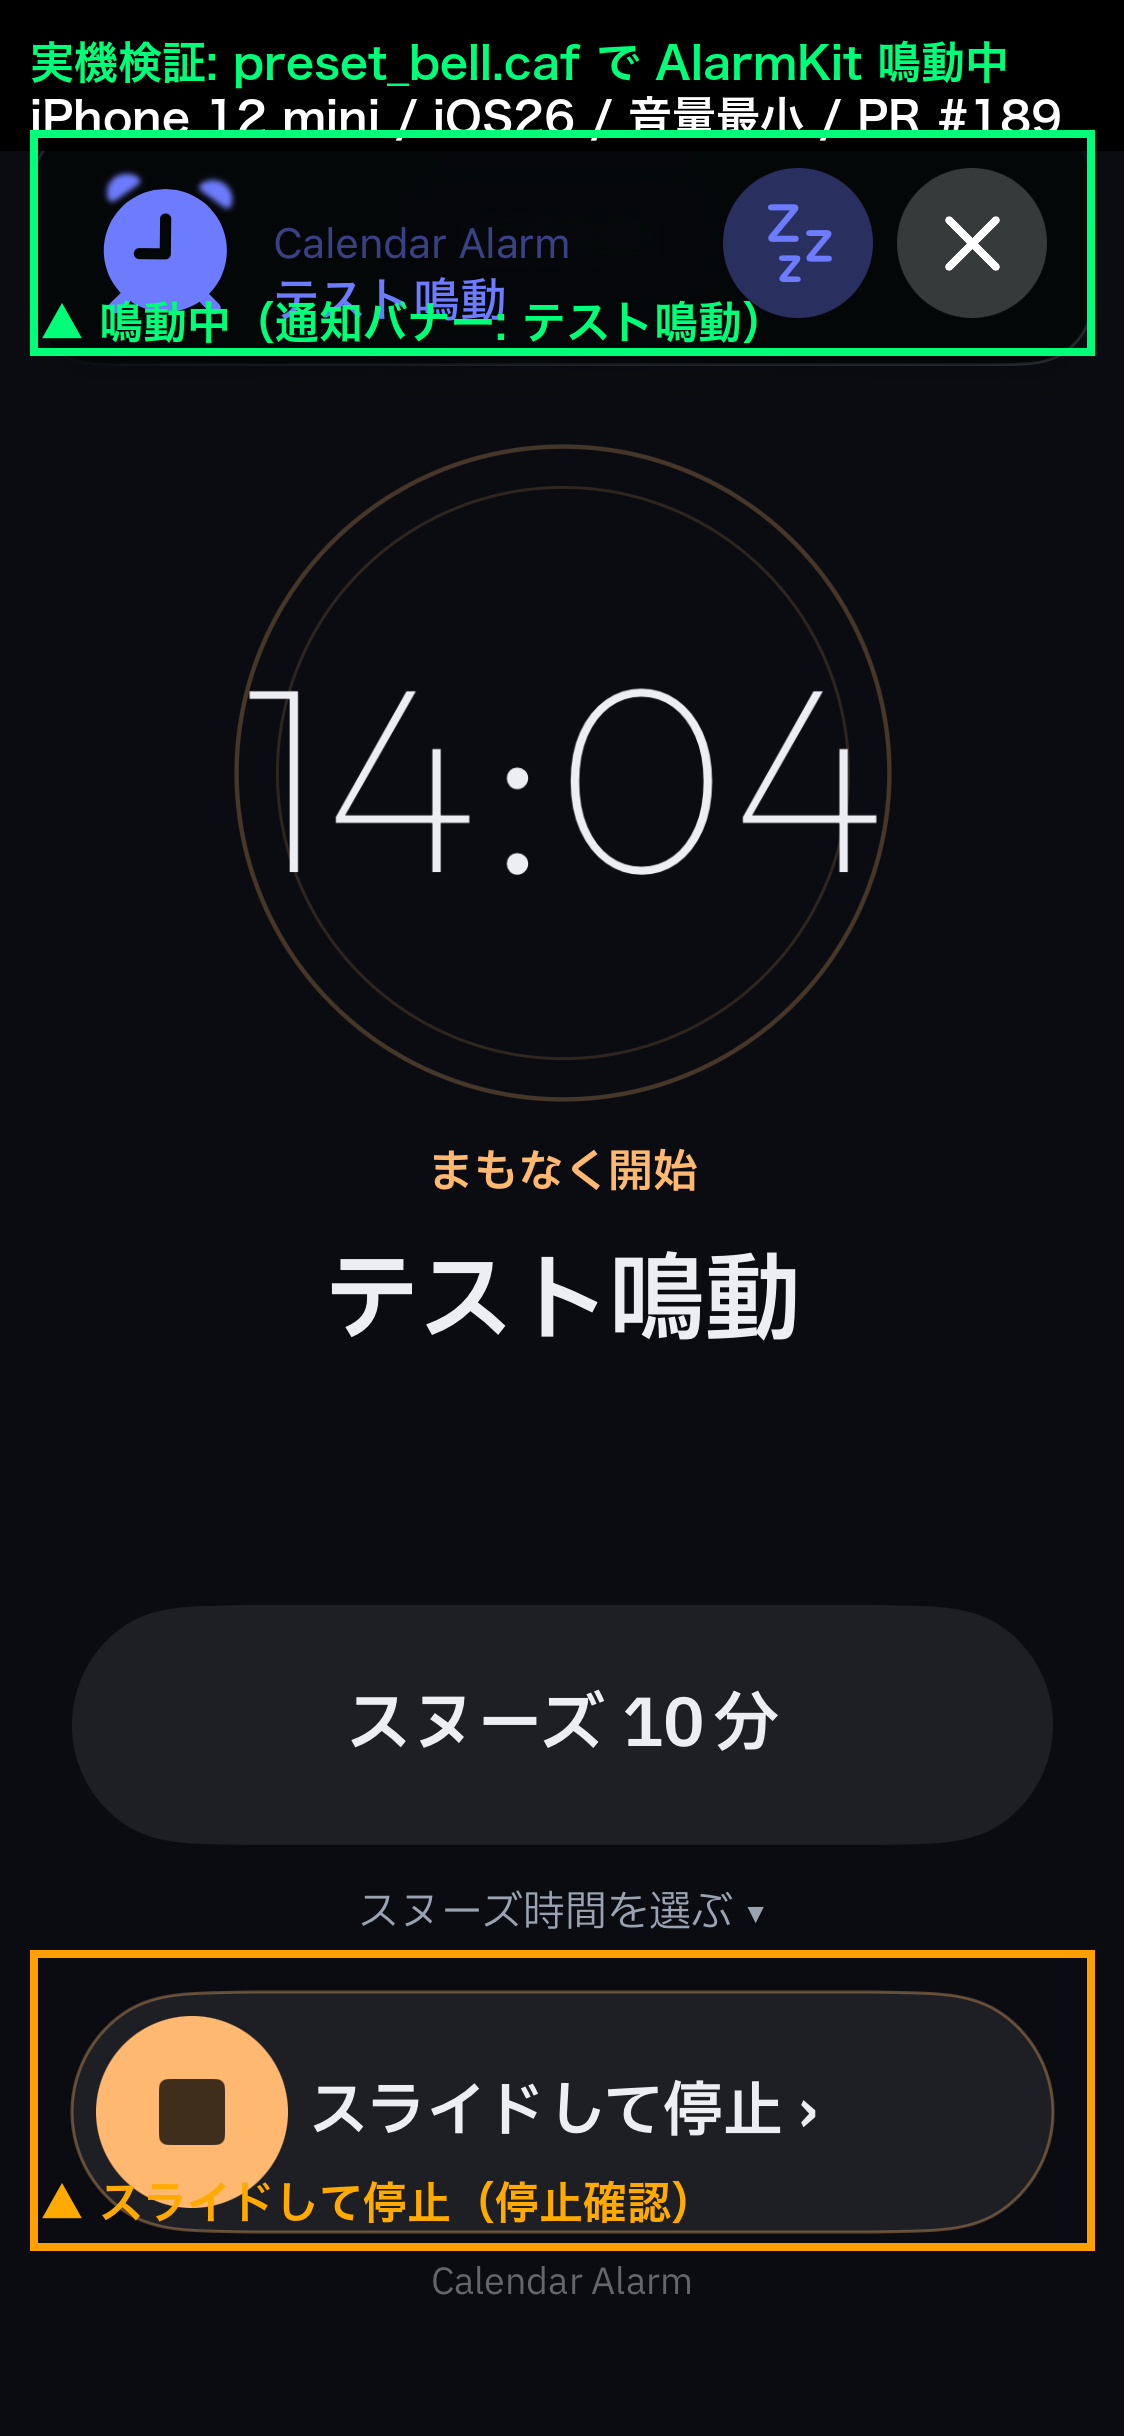 実機検証: preset_bell.caf で AlarmKit 鳴動中
iPhone 12 mini / iOS26 / 音量最小 / PR #189
Calendar Alarm
テスト鳴動
▲ 鳴動中（通知バナー: テスト鳴動）
14:04
まもなく開始
テスト鳴動
スヌーズ 10 分
スヌーズ時間を選ぶ ▾
スライドして停止 ›
▲ スライドして停止（停止確認）
Calendar Alarm